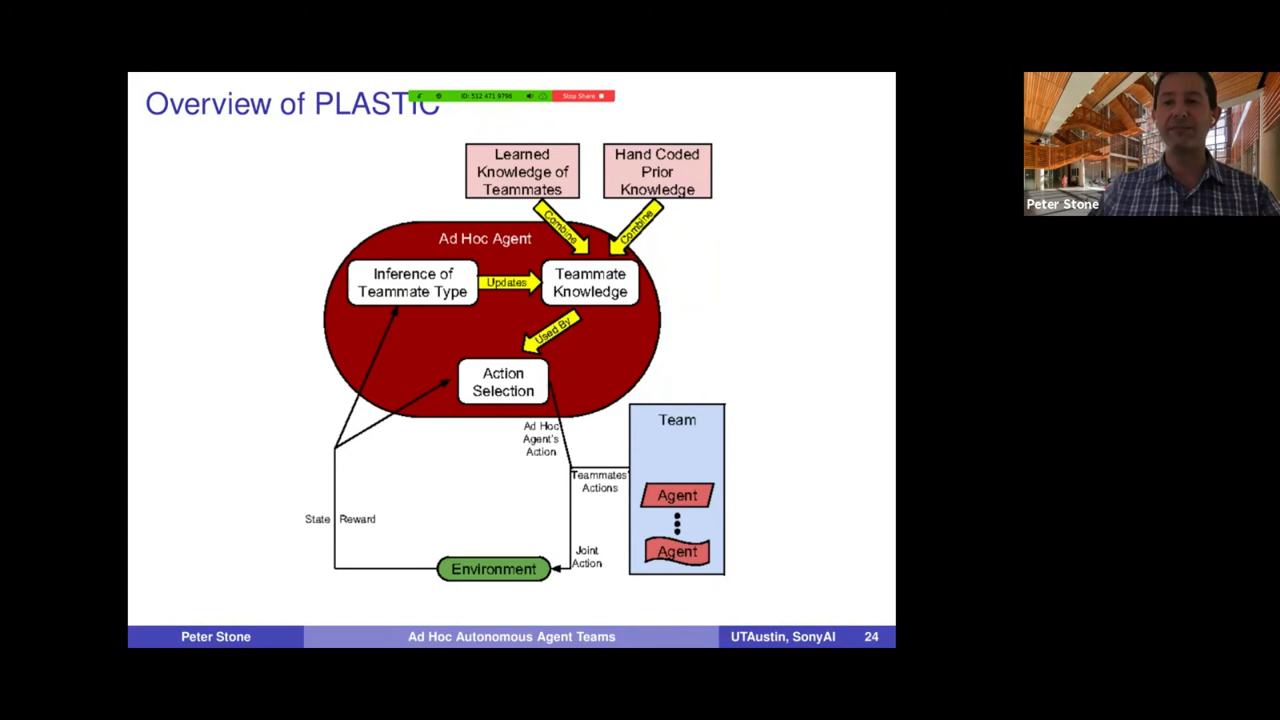 Overview of PLASTIC
ID: 512 471 9796
Stop Share
Learned
Knowledge of
Teammates
Hand Coded
Prior
Knowledge
Combine
Combine
Ad Hoc Agent
Inference of
Teammate Type
Updates
Teammate
Knowledge
Used By
Action
Selection
Ad Hoc
Agent's
Action
Team
Teammates'
Actions
Agent
Agent
State
Reward
Joint
Action
Environment
Peter Stone
Ad Hoc Autonomous Agent Teams
UTAustin, SonyAI
24
Peter Stone